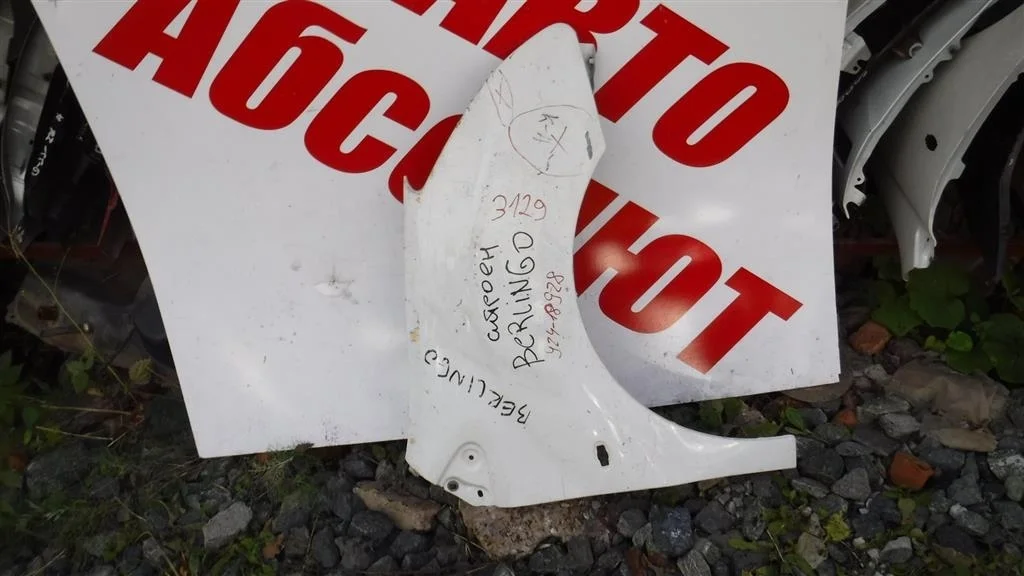 АВТО
АБСОЛЮТ
3129
ситроен
BERLINGO
924-18928
BERLINGO